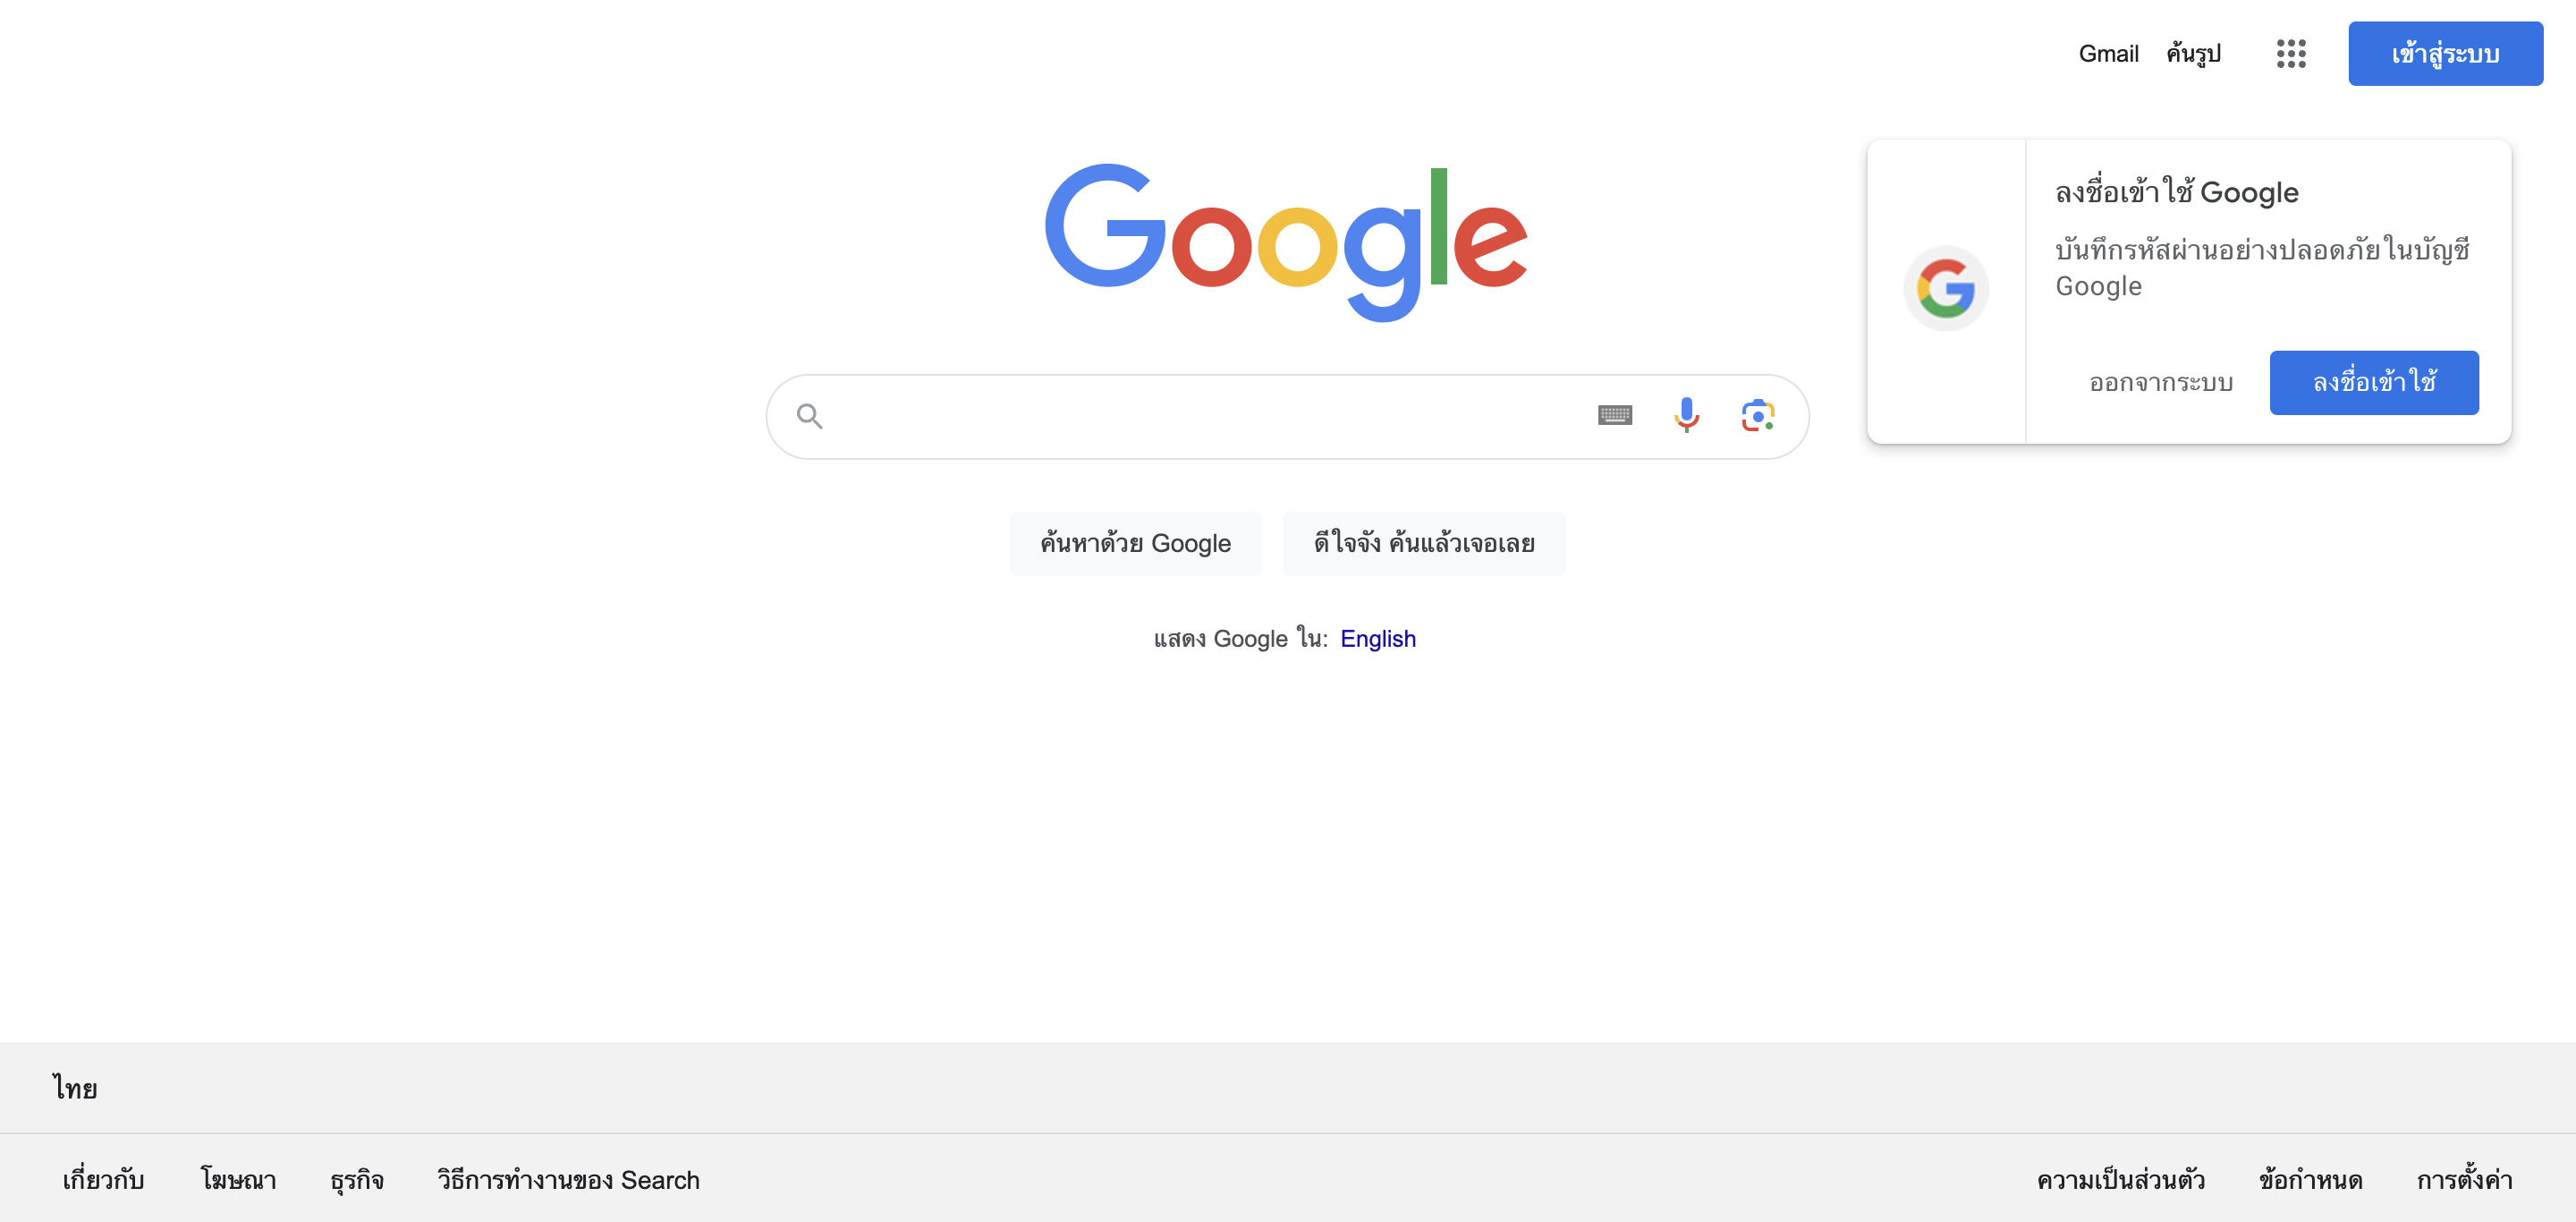 Gmail ค้นรูป เข้าสู่ระบบ
Google
ลงชื่อเข้าใช้ Google
บันทึกรหัสผ่านอย่างปลอดภัยในบัญชี
Google
ออกจากระบบ ลงชื่อเข้าใช้
ค้นหาด้วย Google ดีใจจัง ค้นแล้วเจอเลย
แสดง Google ใน: English
ไทย
เกี่ยวกับ โฆษณา ธุรกิจ วิธีการทำงานของ Search ความเป็นส่วนตัว ข้อกำหนด การตั้งค่า